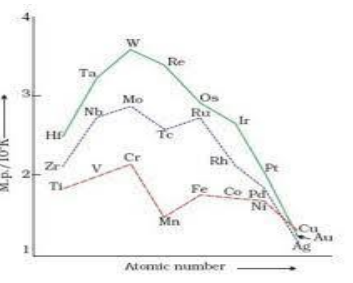 4
W
Re
Ta
Os
3
Mo
Nb
Ru
Ir
Hf
Tc
Rh
Pt
Zr
Cr
2
V
Ti
Fe
Co
Pd
Ni
Mn
Cu
Au
Ag
1
M.p./10³K
Atomic number